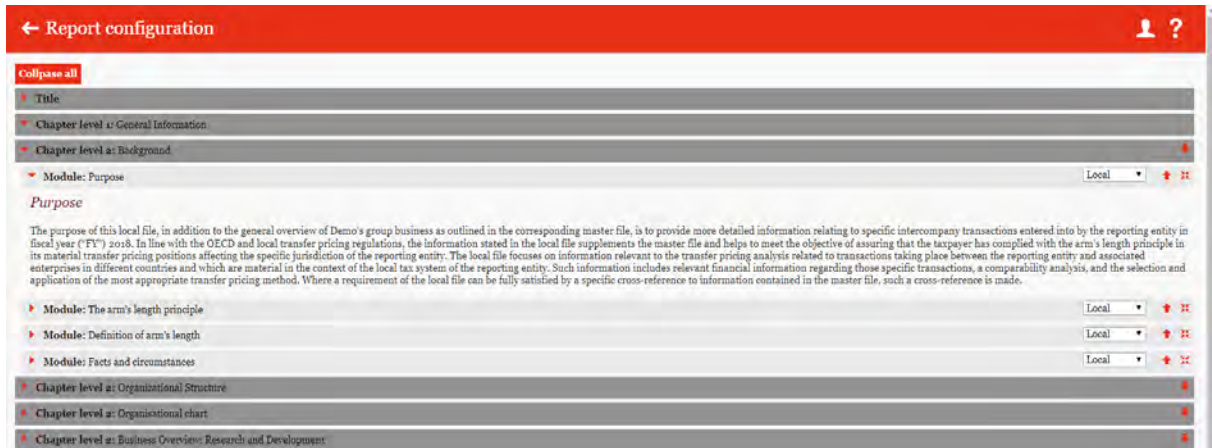 ← Report configuration
?
Collpase all
Title
Chapter level 1: General Information
Chapter level 2: Background
Module: Purpose Local
Purpose
The purpose of this local file, in addition to the general overview of Demo's group business as outlined in the corresponding master file, is to provide more detailed information relating to specific intercompany transactions entered into by the reporting entity in
fiscal year ("FY") 2018. In line with the OECD and local transfer pricing regulations, the information stated in the local file supplements the master file and helps to meet the objective of assuring that the taxpayer has complied with the arm's length principle in
its material transfer pricing positions affecting the specific jurisdiction of the reporting entity. The local file focuses on information relevant to the transfer pricing analysis related to transactions taking place between the reporting entity and associated
enterprises in different countries and which are material in the context of the local tax system of the reporting entity. Such information includes relevant financial information regarding those specific transactions, a comparability analysis, and the selection and
application of the most appropriate transfer pricing method. Where a requirement of the local file can be fully satisfied by a specific cross-reference to information contained in the master file, such a cross-reference is made.
Module: The arm's length principle Local
Module: Definition of arm's length Local
Module: Facts and circumstances Local
Chapter level 2: Organizational Structure
Chapter level 2: Organisational chart
Chapter level 2: Business Overview: Research and Development